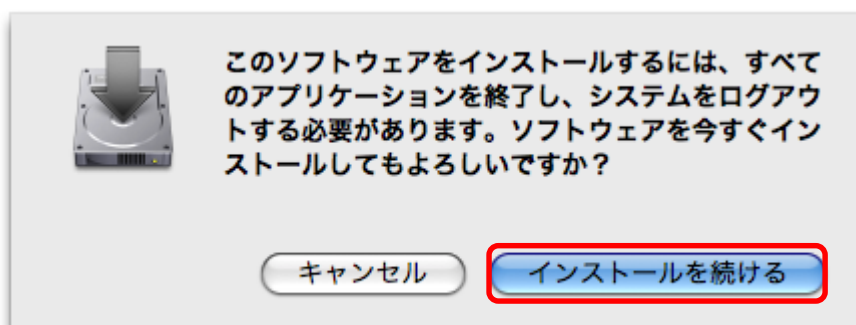 このソフトウェアをインストールするには、すべて
のアプリケーションを終了し、システムをログアウ
トする必要があります。ソフトウェアを今すぐイン
ストールしてもよろしいですか？
キャンセル
インストールを続ける